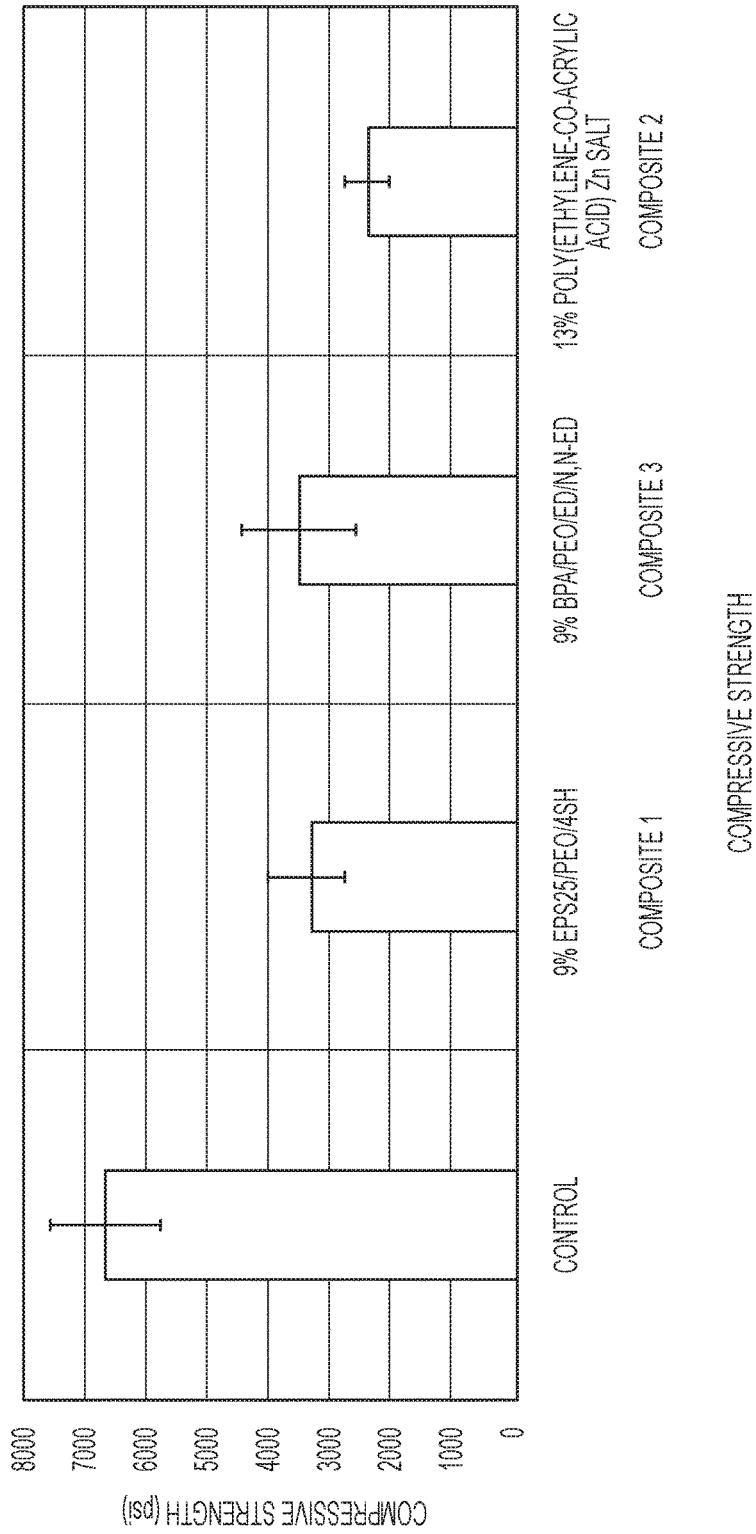 COMPRESSIVE STRENGTH (psi)
8000
7000
6000
5000
4000
3000
2000
1000
0
CONTROL
9% EPS25/PEO/4SH
COMPOSITE 1
9% BPA/PEO/ED/N,N-ED
COMPOSITE 3
13% POLY(ETHYLENE-CO-ACRYLIC
ACID) Zn SALT
COMPOSITE 2
COMPRESSIVE STRENGTH